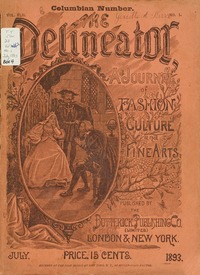 Columbian Number.
THE
Delineator,
A JOURNAL
OF
FASHION
CULTURE
AND
FINE ARTS.
PUBLISHED BY
THE
BUTTERICK PUBLISHING CO.
(LIMITED)
LONDON & NEW YORK.
JULY.
PRICE, 15 CENTS.
1893.